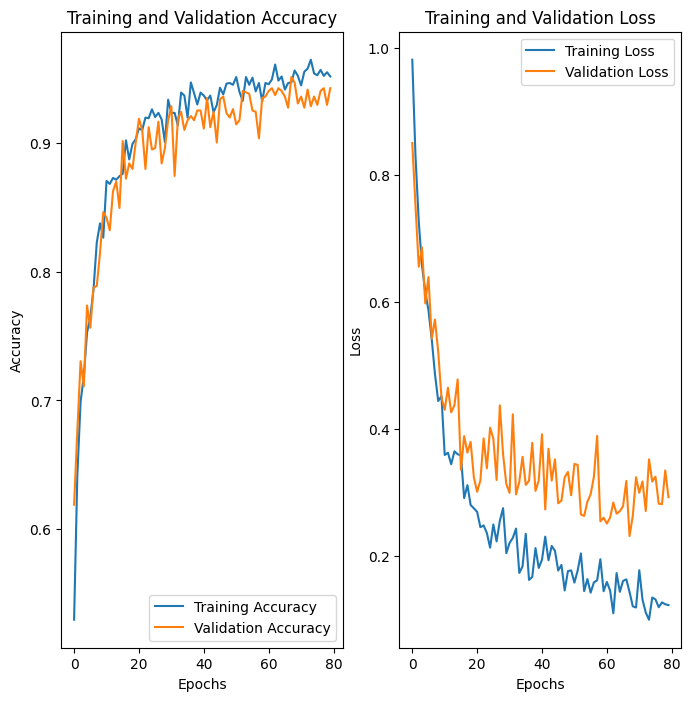 Training and Validation Accuracy
0.9
0.8
0.7
0.6
Accuracy
Training Accuracy
Validation Accuracy
0
20
40
60
80
Epochs
Training and Validation Loss
1.0
0.8
0.6
0.4
0.2
Loss
Training Loss
Validation Loss
0
20
40
60
80
Epochs